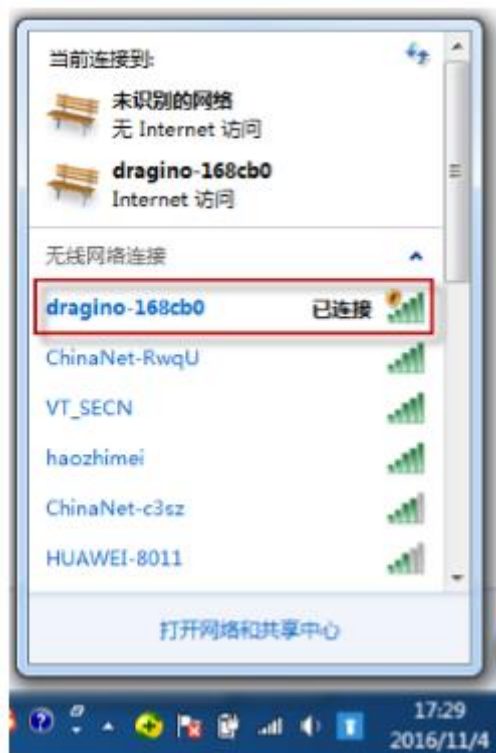 当前连接到:
未识别的网络
无 Internet 访问
dragino-168cb0
Internet 访问
无线网络连接
dragino-168cb0 已连接
ChinaNet-RwqU
VT_SECN
haozhimei
ChinaNet-c3sz
HUAWEI-8011
打开网络和共享中心
17:29
2016/11/4